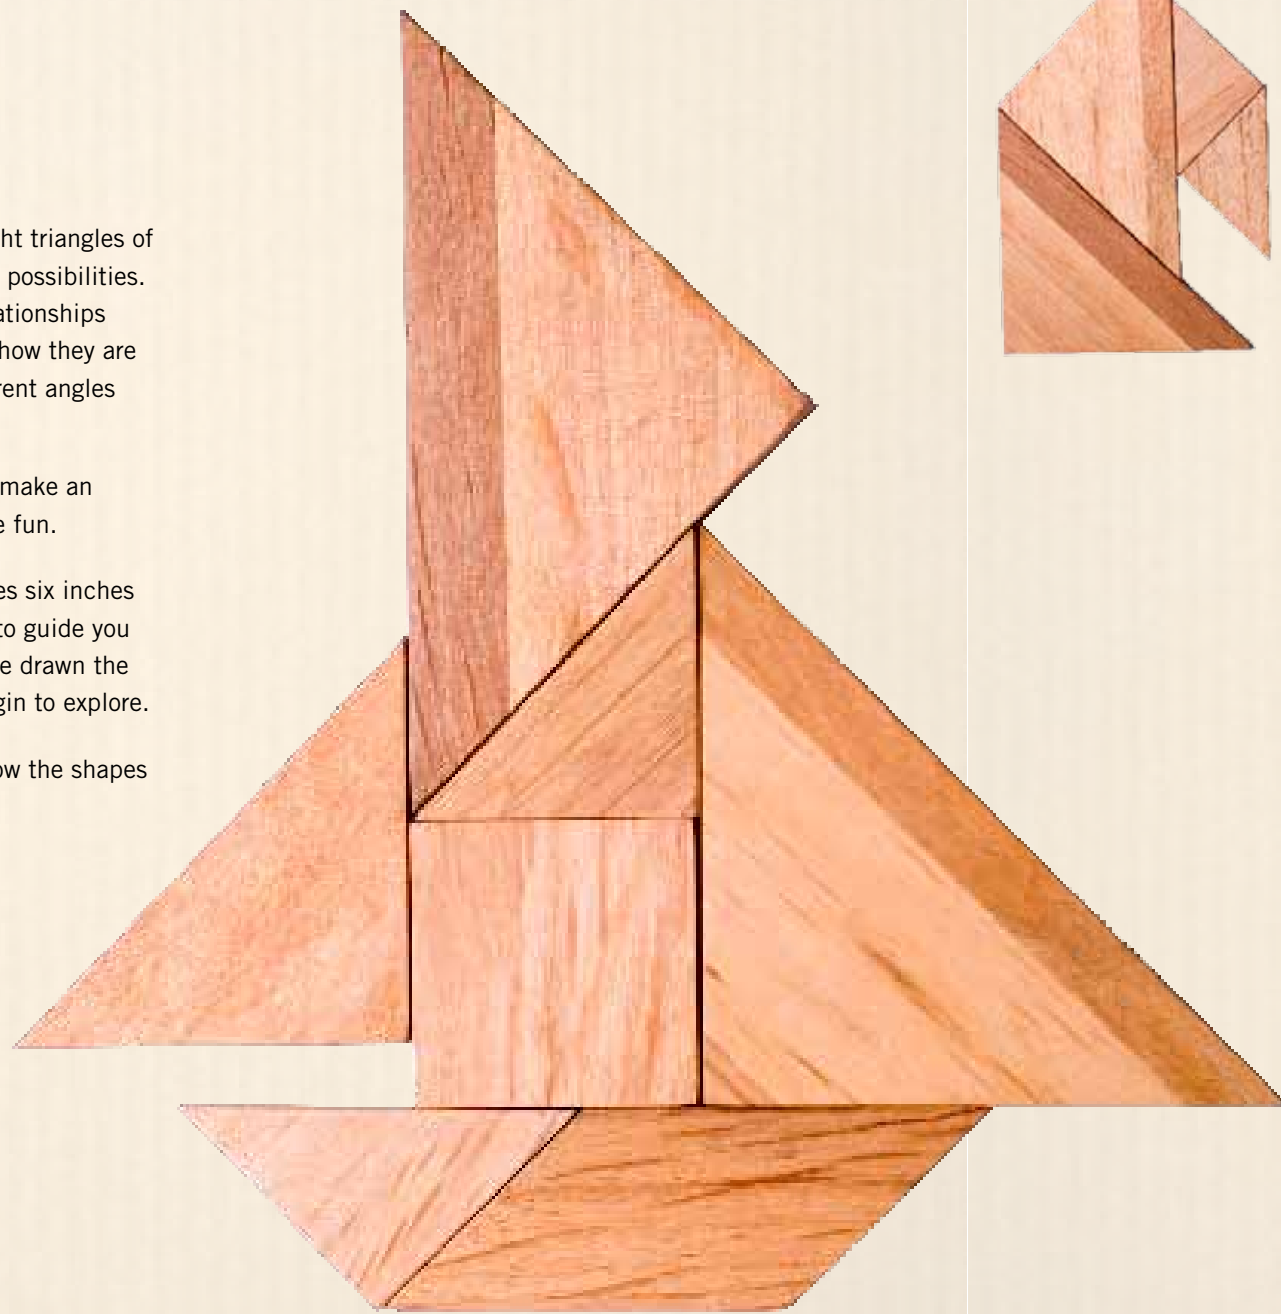 ht triangles of
possibilities.
ationships
how they are
rent angles
make an
e fun.
es six inches
to guide you
e drawn the
gin to explore.
ow the shapes